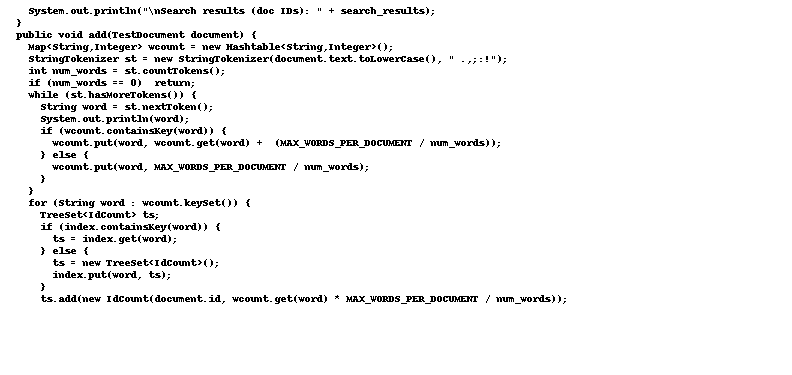 System.out.println("\nSearch results (doc IDs): " + search_results);
}
public void add(TestDocument document) {
Map<String,Integer> wcount = new Hashtable<String,Integer>();
StringTokenizer st = new StringTokenizer(document.text.toLowerCase(), " .,;:!");
int num_words = st.countTokens();
if (num_words == 0)  return;
while (st.hasMoreTokens()) {
String word = st.nextToken();
System.out.println(word);
if (wcount.containsKey(word)) {
wcount.put(word, wcount.get(word) +  (MAX_WORDS_PER_DOCUMENT / num_words));
} else {
wcount.put(word, MAX_WORDS_PER_DOCUMENT / num_words);
}
}
for (String word : wcount.keySet()) {
TreeSet<IdCount> ts;
if (index.containsKey(word)) {
ts = index.get(word);
} else {
ts = new TreeSet<IdCount>();
index.put(word, ts);
}
ts.add(new IdCount(document.id, wcount.get(word) * MAX_WORDS_PER_DOCUMENT / num_words));